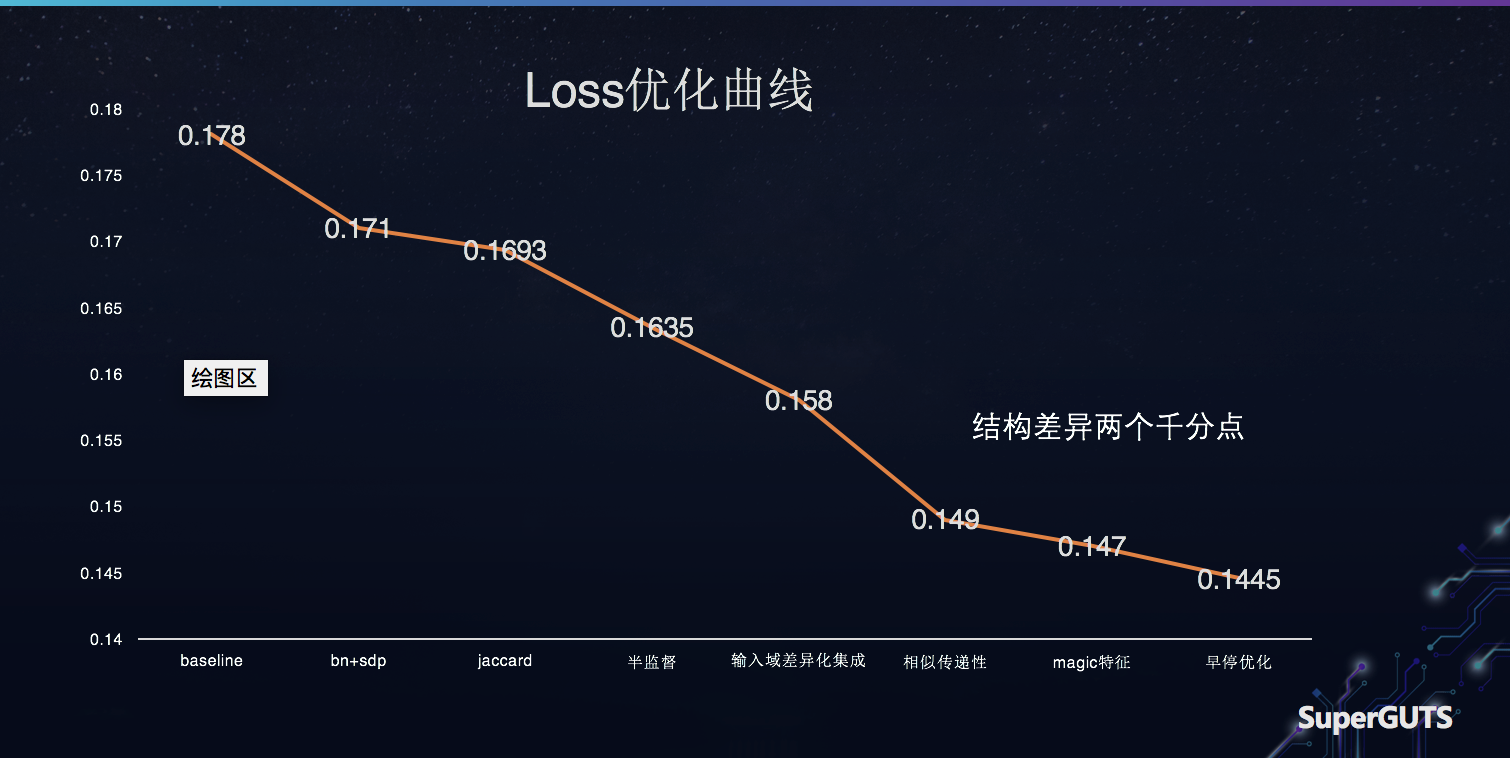 Loss优化曲线
0.18
0.178
0.175
0.171
0.17
0.1693
0.165
0.1635
0.16
绘图区
0.158
0.155
结构差异两个千分点
0.15
0.149
0.147
0.145
0.1445
0.14
baseline
bn+sdp
jaccard
半监督
输入域差异化集成
相似传递性
magic特征
早停优化
SuperGUTS